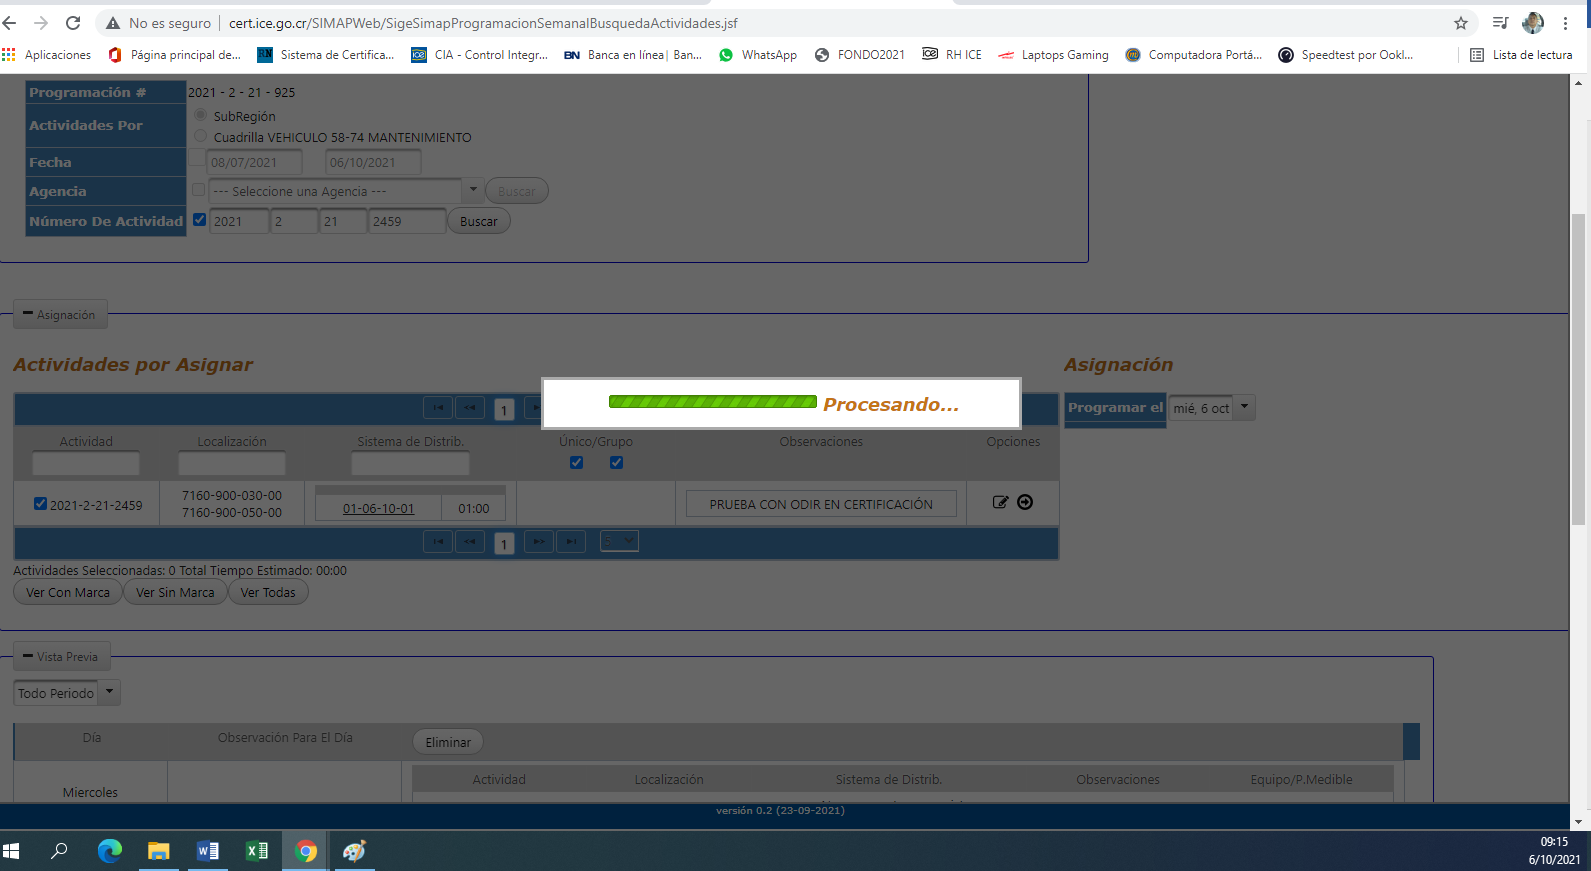 No es seguro cert.ice.go.cr/SIMAPWeb/SigeSimapProgramacionSemanalBusquedaActividades.jsf
Aplicaciones Página principal de... RN Sistema de Certifica... ice CIA - Control Integr... BN Banca en línea| Ban... WhatsApp FONDO2021 ice RH ICE Laptops Gaming Computadora Portá... Speedtest por Ookl... Lista de lectura
Programación # 2021 - 2 - 21 - 925
Actividades Por SubRegión
Cuadrilla VEHICULO 58-74 MANTENIMIENTO
Fecha 08/07/2021 06/10/2021
Agencia --- Seleccione una Agencia --- Buscar
Número De Actividad 2021 2 21 2459 Buscar
Asignación
Actividades por Asignar Asignación
1
Procesando...
Programar el mié, 6 oct
Actividad Localización Sistema de Distrib. Único/Grupo Observaciones Opciones
2021-2-21-2459 7160-900-030-00 01-06-10-01 01:00 PRUEBA CON ODIR EN CERTIFICACIÓN
7160-900-050-00
1
Actividades Seleccionadas: 0 Total Tiempo Estimado: 00:00
Ver Con Marca Ver Sin Marca Ver Todas
Vista Previa
Todo Periodo
Día Observación Para El Día Eliminar
Actividad Localización Sistema de Distrib. Observaciones Equipo/P.Medible
Miercoles
versión 0.2 (23-09-2021)
09:15
6/10/2021